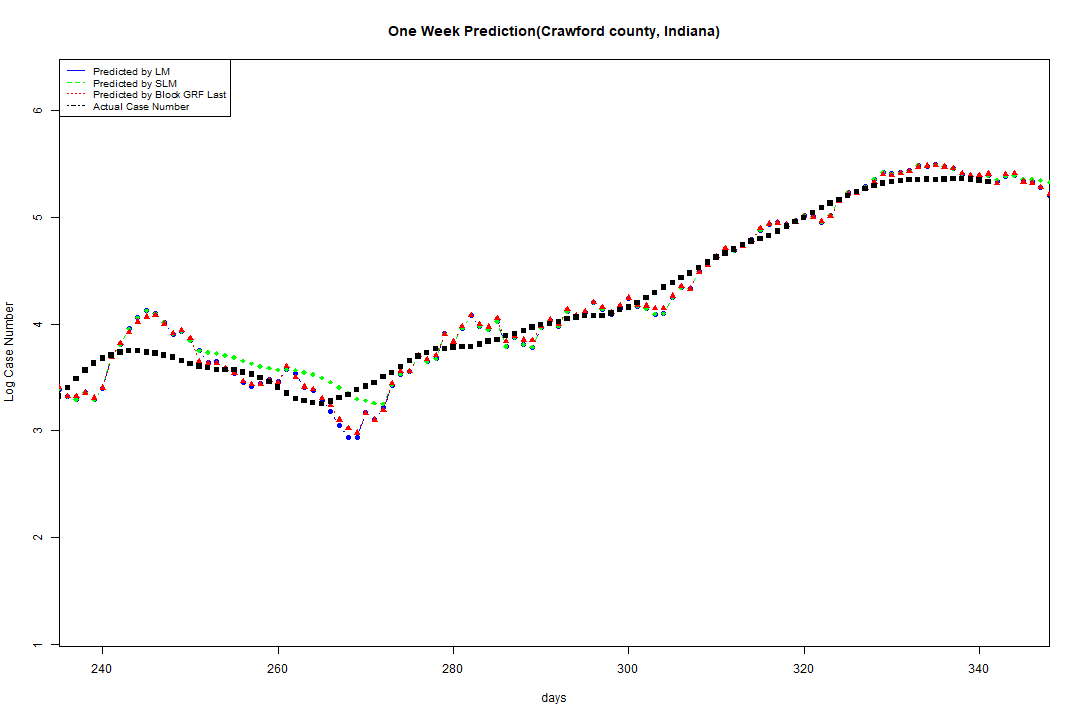 One Week Prediction(Crawford county, Indiana)
Predicted by LM
Predicted by SLM
Predicted by Block GRF Last
Actual Case Number
Log Case Number
6
5
4
3
2
1
240 260 280 300 320 340
days